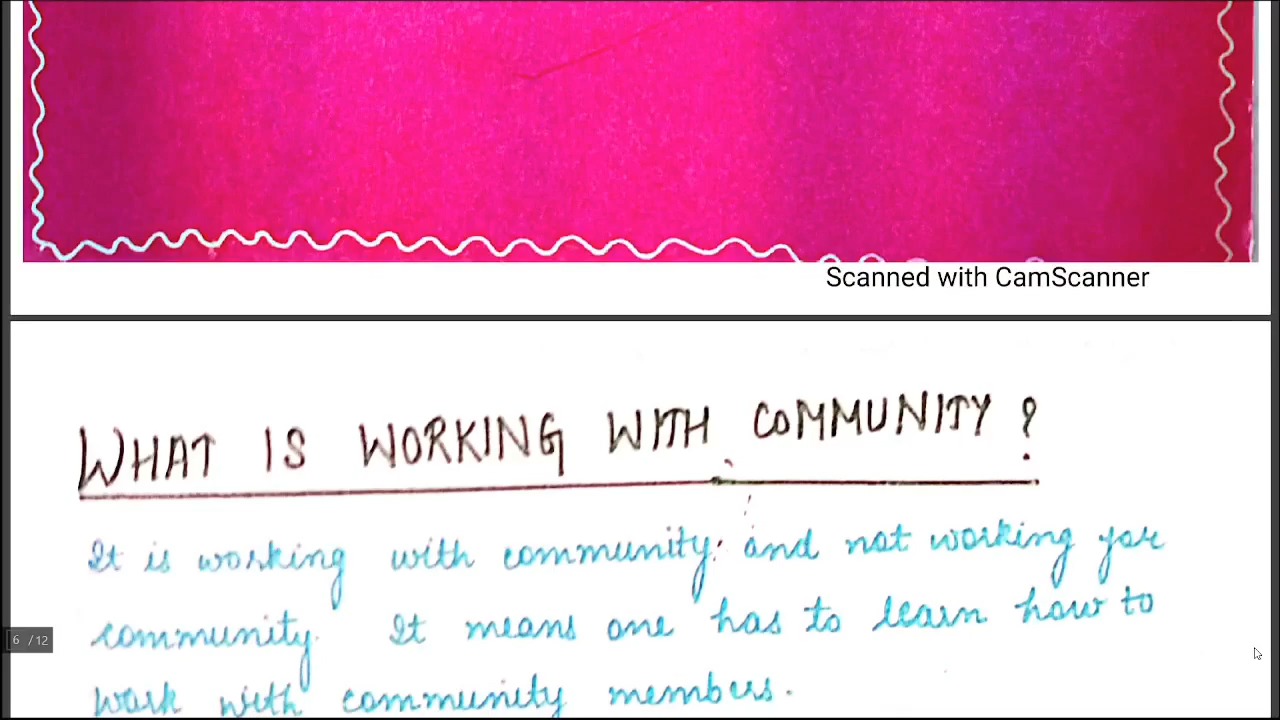 Scanned with CamScanner
WHAT IS WORKING WITH COMMUNITY ?
It is working with community and not working for
community. It means one has to learn how to
6 / 12
work with community members.